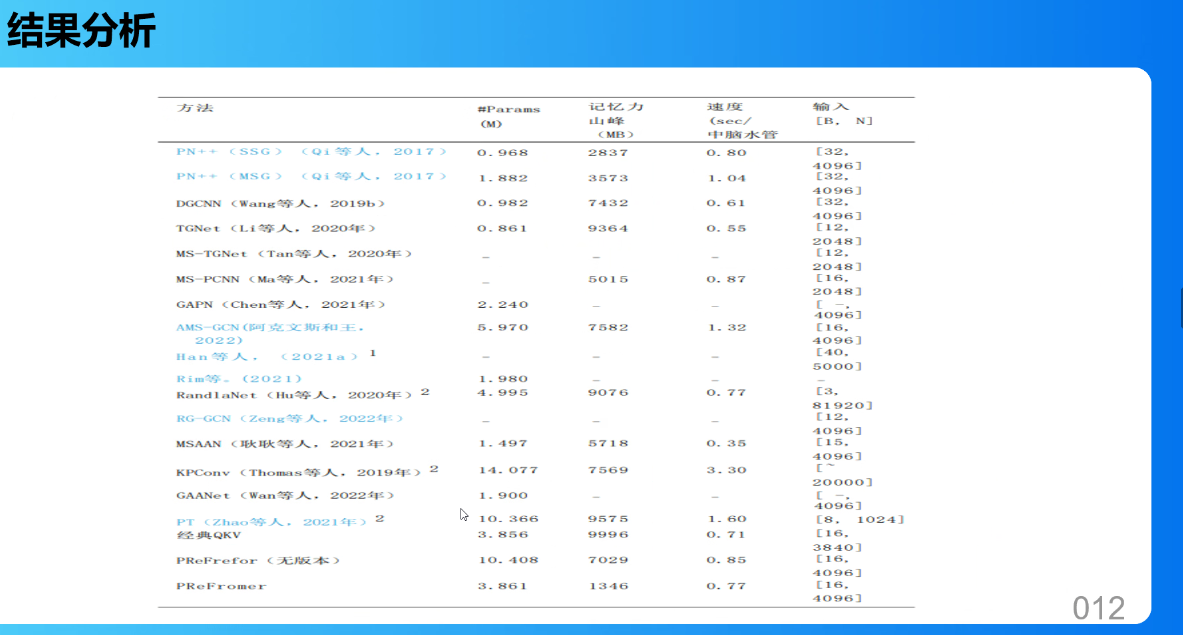 结果分析
方法 #Params (M) 记忆力山峰 (MB) 速度 (sec/中脑水管 输入 [B, N]
PN++（SSG）（Qi等人，2017） 0.968 2837 0.80 [32, 4096]
PN++（MSG）（Qi等人，2017） 1.882 3573 1.04 [32, 4096]
DGCNN（Wang等人，2019b） 0.982 7432 0.61 [32, 4096]
TGNet（Li等人，2020年） 0.861 9364 0.55 [12, 2048]
MS-TGNet（Tan等人，2020年） – – – [12, 2048]
MS-PCNN（Ma等人，2021年） – 5015 0.87 [16, 2048]
GAPN（Chen等人，2021年） 2.240 – – [ –, 4096]
AMS-GCN(阿克文斯和王，2022) 5.970 7582 1.32 [16, 4096]
Han等人，（2021a）1 – – – [40, 5000]
Rim等。(2021) 1.980 – – –
RandlaNet（Hu等人，2020年）2 4.995 9076 0.77 [3, 81920]
RG-GCN（Zeng等人，2022年） – – – [12, 4096]
MSAAN（耿耿等人，2021年） 1.497 5718 0.35 [15, 4096]
KPConv（Thomas等人，2019年）2 14.077 7569 3.30 [~ 20000]
GAANet（Wan等人，2022年） 1.900 – – [ –, 4096]
PT（Zhao等人，2021年）2 10.366 9575 1.60 [8, 1024]
经典QKV 3.856 9996 0.71 [16, 3840]
PReFrefor（无版本） 10.408 7029 0.85 [16, 4096]
PReFromer 3.861 1346 0.77 [16, 4096]
012